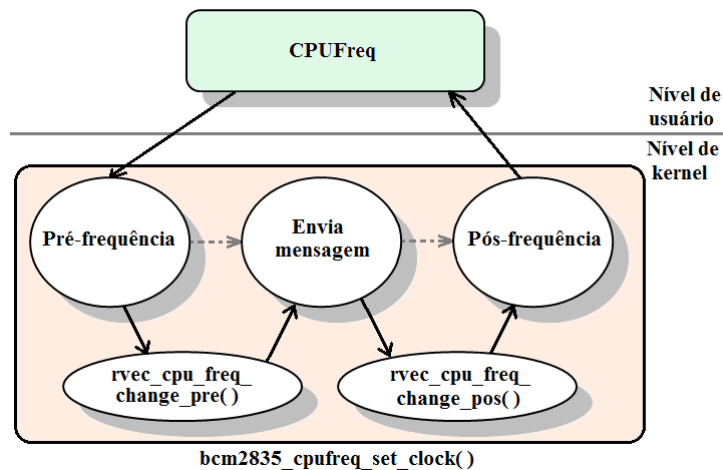 CPUFreq
Nível de
usuário
Nível de
kernel
Pré-frequência
Envia
mensagem
Pós-frequência
rvec_cpu_freq_
change_pre( )
rvec_cpu_freq_
change_pos( )
bcm2835_cpufreq_set_clock( )